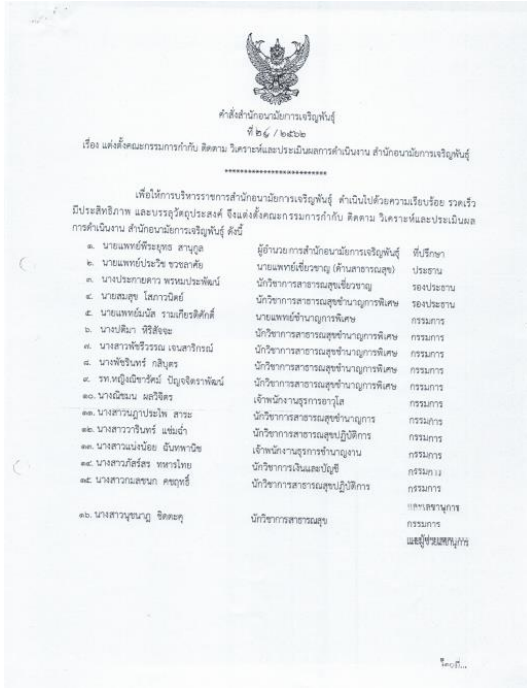 คำสั่งสำนักอนามัยการเจริญพันธุ์
ที่ ๒๔ / ๒๕๖๒
เรื่อง แต่งตั้งคณะกรรมการกำกับ ติดตาม วิเคราะห์และประเมินผลการดำเนินงาน สำนักอนามัยการเจริญพันธุ์
**************************
เพื่อให้การบริหารราชการสำนักอนามัยการเจริญพันธุ์ ดำเนินไปด้วยความเรียบร้อย รวดเร็ว
มีประสิทธิภาพ และบรรลุวัตถุประสงค์ จึงแต่งตั้งคณะกรรมการกำกับ ติดตาม วิเคราะห์และประเมินผล
การดำเนินงาน สำนักอนามัยการเจริญพันธุ์ ดังนี้
๑. นายแพทย์พีระยุทธ สานุกูล ผู้อำนวยการสำนักอนามัยการเจริญพันธุ์ ที่ปรึกษา
๒. นายแพทย์ประวิช ชวชลาศัย นายแพทย์เชี่ยวชาญ (ด้านสาธารณสุข) ประธาน
๓. นางประกายดาว พรหมประพัฒน์ นักวิชาการสาธารณสุขเชี่ยวชาญ รองประธาน
๔. นายสมสุข โสภาวนิตย์ นักวิชาการสาธารณสุขชำนาญการพิเศษ รองประธาน
๕. นายแพทย์มนัส รามเกียรติศักดิ์ นายแพทย์ชำนาญการพิเศษ กรรมการ
๖. นางปติมา หิริสัจจะ นักวิชาการสาธารณสุขชำนาญการพิเศษ กรรมการ
๗. นางสาวพัชรีวรรณ เจนสาริกรณ์ นักวิชาการสาธารณสุขชำนาญการพิเศษ กรรมการ
๘. นางพัชรินทร์ กสิบุตร นักวิชาการสาธารณสุขชำนาญการพิเศษ กรรมการ
๙. รท.หญิงณิชารัศม์ ปัญจจิตราพัฒน์ นักวิชาการสาธารณสุขชำนาญการพิเศษ กรรมการ
๑๐. นางณิชมน ผลวิจิตร เจ้าพนักงานธุรการอาวุโส กรรมการ
๑๑. นางสาวนฎาประไพ สาระ นักวิชาการสาธารณสุขชำนาญการ กรรมการ
๑๒. นางสาววารินทร์ แช่มฉ่ำ นักวิชาการสาธารณสุขปฏิบัติการ กรรมการ
๑๓. นางสาวแน่งน้อย ฉันทพานิช เจ้าพนักงานธุรการชำนาญงาน กรรมการ
๑๔. นางสาวภัสร์สร ทหารไทย นักวิชาการเงินและบัญชี กรรมการ
๑๕. นางสาวกมลชนก คชฤทธิ์ นักวิชาการสาธารณสุขปฏิบัติการ กรรมการ
และเลขานุการ
๑๖. นางสาวนุชนาฎ ชิตตะคุ นักวิชาการสาธารณสุข กรรมการ
และผู้ช่วยเลขานุการ
โดยมี...